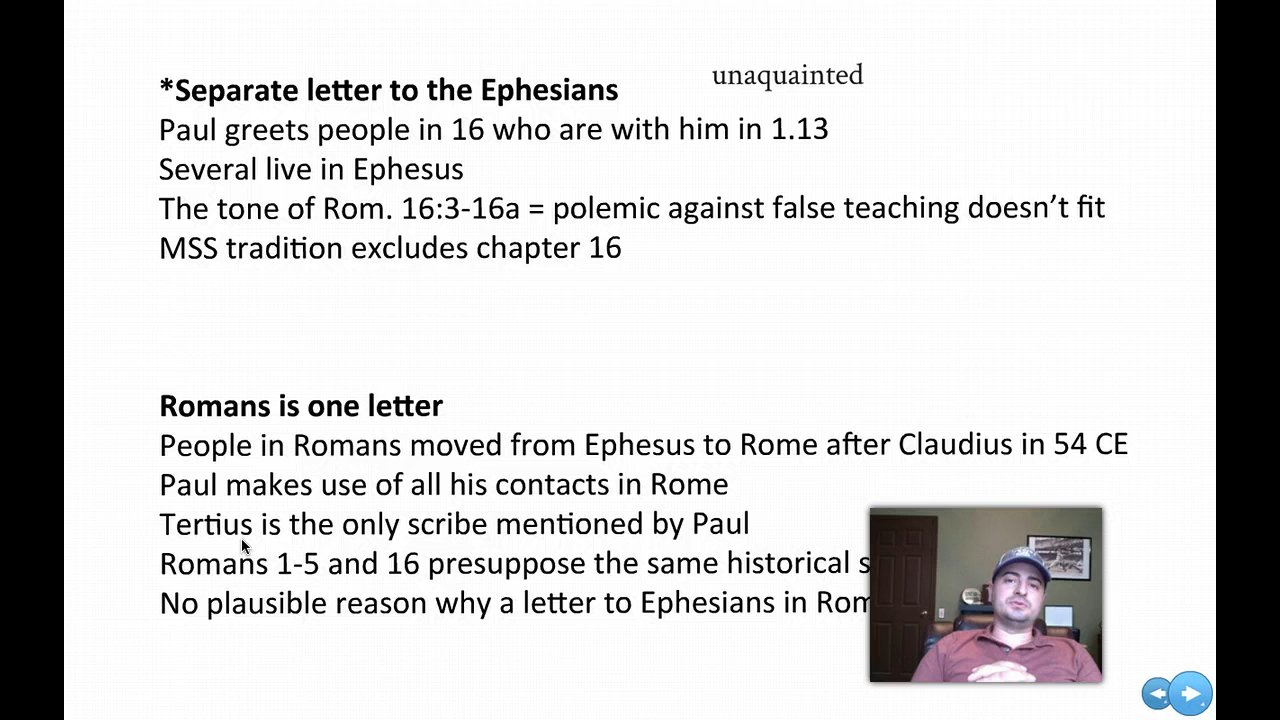 *Separate letter to the Ephesians
unaquainted
Paul greets people in 16 who are with him in 1.13
Several live in Ephesus
The tone of Rom. 16:3-16a = polemic against false teaching doesn't fit
MSS tradition excludes chapter 16
Romans is one letter
People in Romans moved from Ephesus to Rome after Claudius in 54 CE
Paul makes use of all his contacts in Rome
Tertius is the only scribe mentioned by Paul
Romans 1-5 and 16 presuppose the same historical
No plausible reason why a letter to Ephesians in